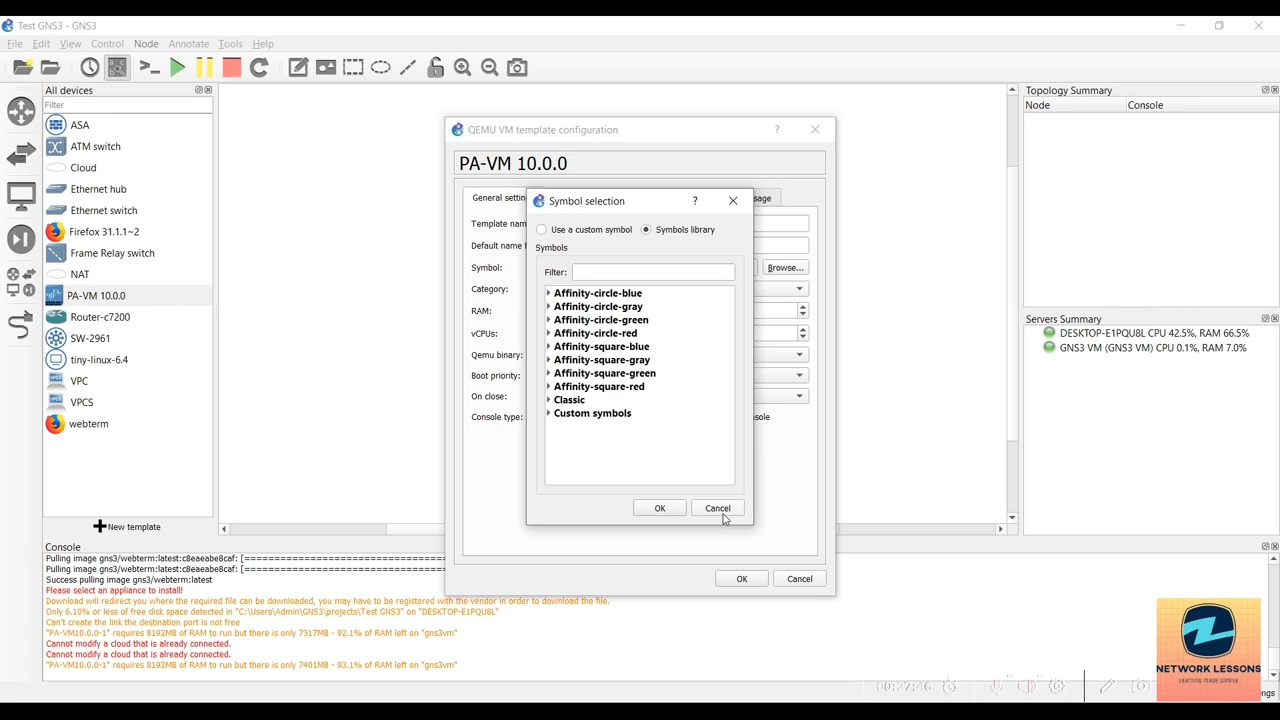 Test GNS3 - GNS3
File Edit View Control Node Annotate Tools Help
All devices
Filter
ASA
ATM switch
Cloud
Ethernet hub
Ethernet switch
Firefox 31.1.1~2
Frame Relay switch
NAT
PA-VM 10.0.0
Router-c7200
SW-2961
tiny-linux-6.4
VPC
VPCS
webterm
New template
QEMU VM template configuration
PA-VM 10.0.0
General settin
sage
Template nam
Default name f
Symbol:
Browse...
Category:
RAM:
vCPUs:
Qemu binary:
Boot priority:
On close:
Console type:
sole
OK
Cancel
Symbol selection
Use a custom symbol
Symbols library
Symbols
Filter:
Affinity-circle-blue
Affinity-circle-gray
Affinity-circle-green
Affinity-circle-red
Affinity-square-blue
Affinity-square-gray
Affinity-square-green
Affinity-square-red
Classic
Custom symbols
OK
Cancel
Topology Summary
Node Console
Servers Summary
DESKTOP-E1PQU8L CPU 42.5%, RAM 66.5%
GNS3 VM (GNS3 VM) CPU 0.1%, RAM 7.0%
Console
Pulling image gns3/webterm:latest:c8eaeabe8caf: [==============================
Pulling image gns3/webterm:latest:c8eaeabe8caf: [==============================
Success pulling image gns3/webterm:latest
Please select an appliance to install!
Download will redirect you where the required file can be downloaded, you may have to be registered with the vendor in order to download the file.
Only 6.10% or less of free disk space detected in "C:\Users\Admin\GNS3\projects\Test GNS3" on "DESKTOP-E1PQU8L"
Can't create the link the destination port is not free
"PA-VM10.0.0-1" requires 8192MB of RAM to run but there is only 7317MB - 92.1% of RAM left on "gns3vm"
Cannot modify a cloud that is already connected.
Cannot modify a cloud that is already connected.
"PA-VM10.0.0-1" requires 8192MB of RAM to run but there is only 7401MB - 93.1% of RAM left on "gns3vm"
00:27:46
NETWORK LESSONS
LEARNING MADE SIMPLE
ngs